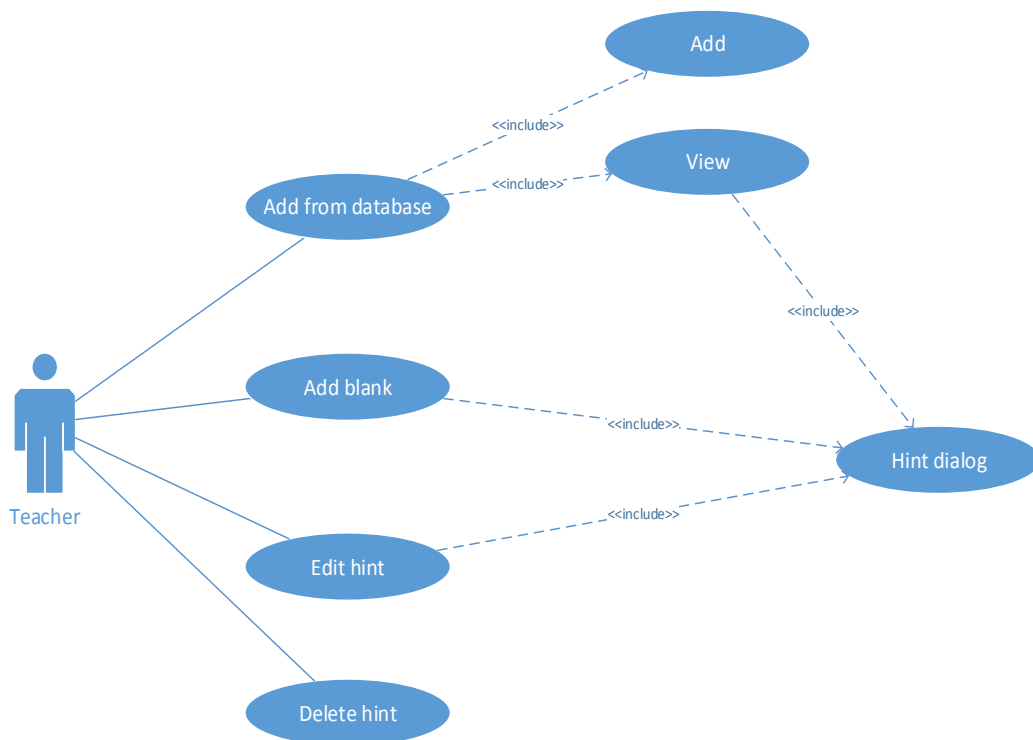 Add
<<include>>
View
<<include>>
Add from database
<<include>>
Add blank
<<include>>
Hint dialog
Teacher
<<include>>
Edit hint
Delete hint